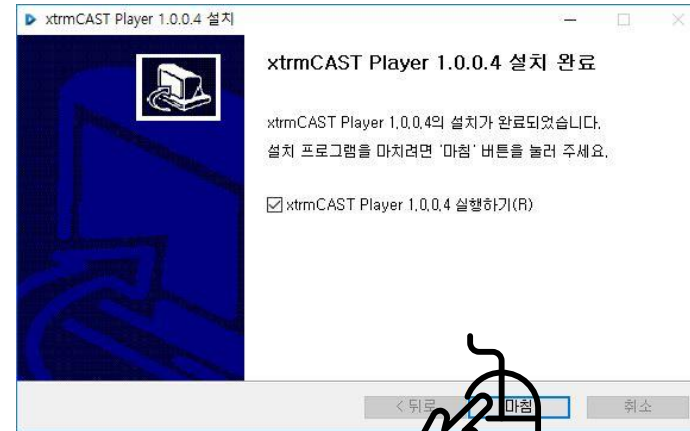 xtrmCAST Player 1.0.0.4 설치
xtrmCAST Player 1.0.0.4 설치 완료
xtrmCAST Player 1.0.0.4의 설치가 완료되었습니다.
설치 프로그램을 마치려면 '마침' 버튼을 눌러 주세요.
xtrmCAST Player 1.0.0.4 실행하기(R)
< 뒤로 마침 취소